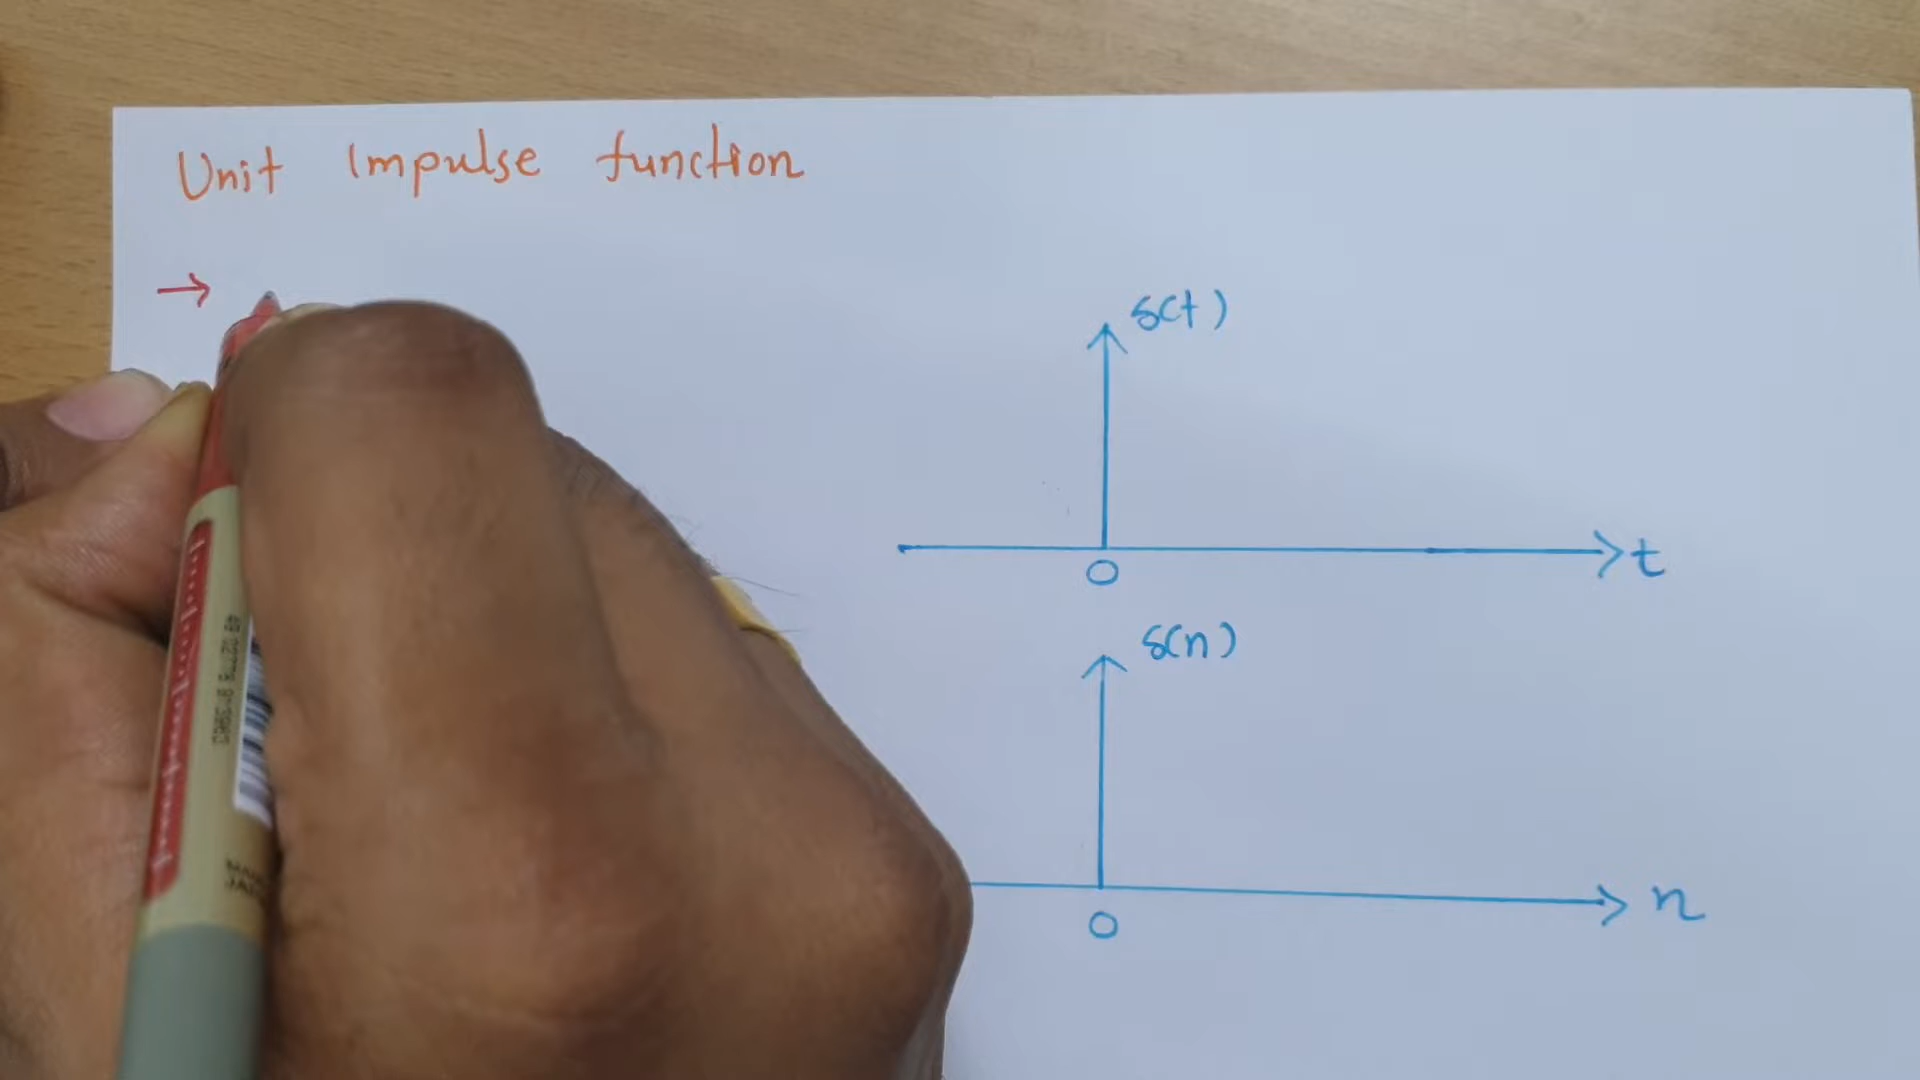 Unit Impulse function
→
δ(t)
t
0
δ(n)
n
0